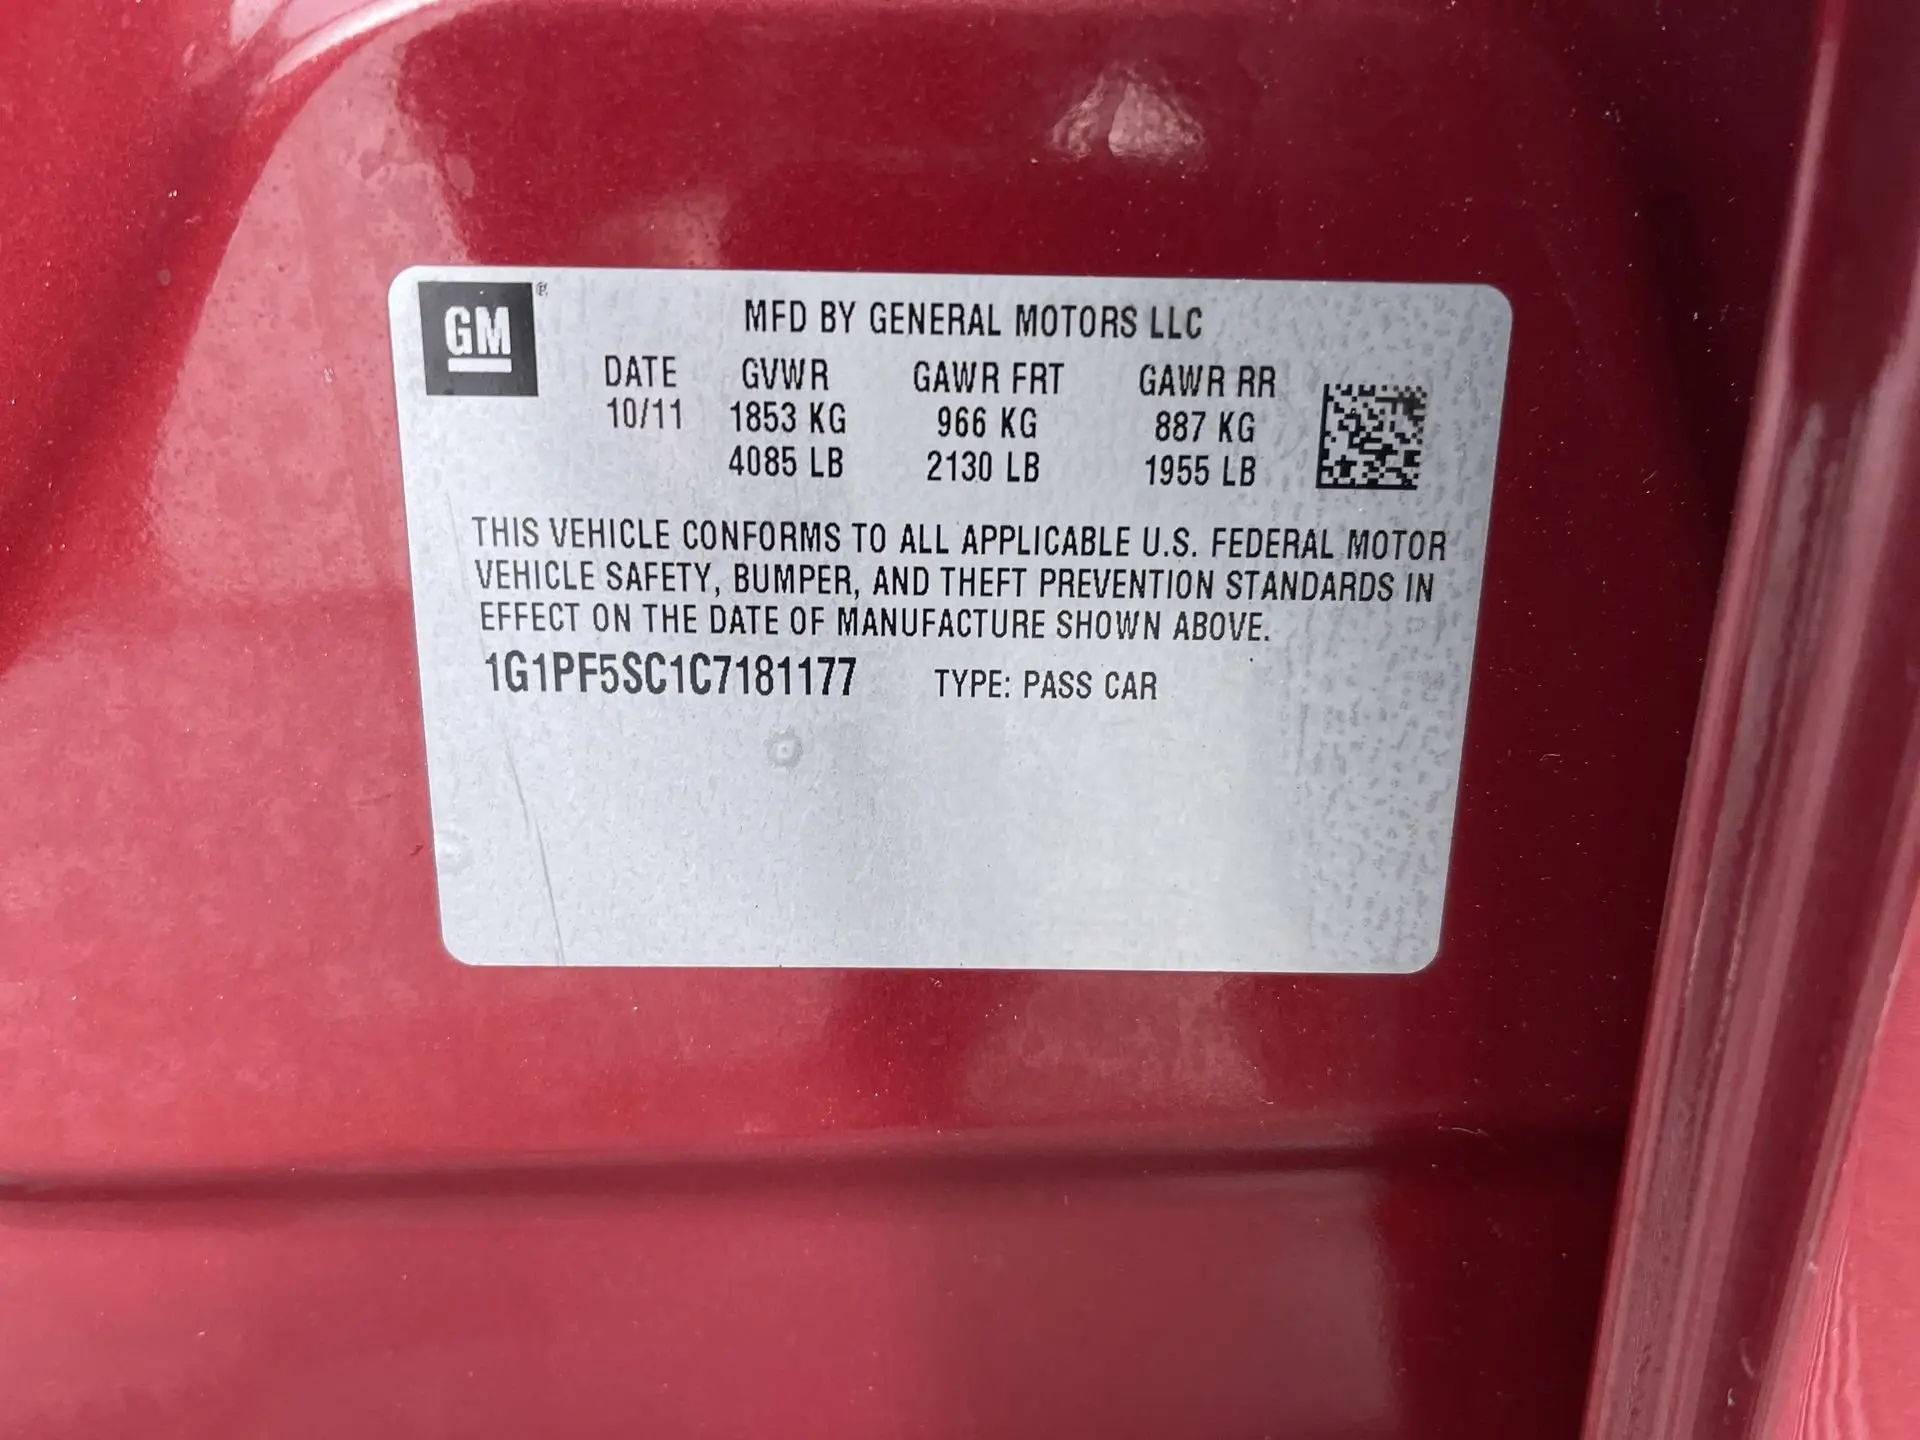 GM
MFD BY GENERAL MOTORS LLC
DATE GVWR GAWR FRT GAWR RR
10/11 1853 KG 966 KG 887 KG
4085 LB 2130 LB 1955 LB
THIS VEHICLE CONFORMS TO ALL APPLICABLE U.S. FEDERAL MOTOR
VEHICLE SAFETY, BUMPER, AND THEFT PREVENTION STANDARDS IN
EFFECT ON THE DATE OF MANUFACTURE SHOWN ABOVE.
1G1PF5SC1C7181177 TYPE: PASS CAR